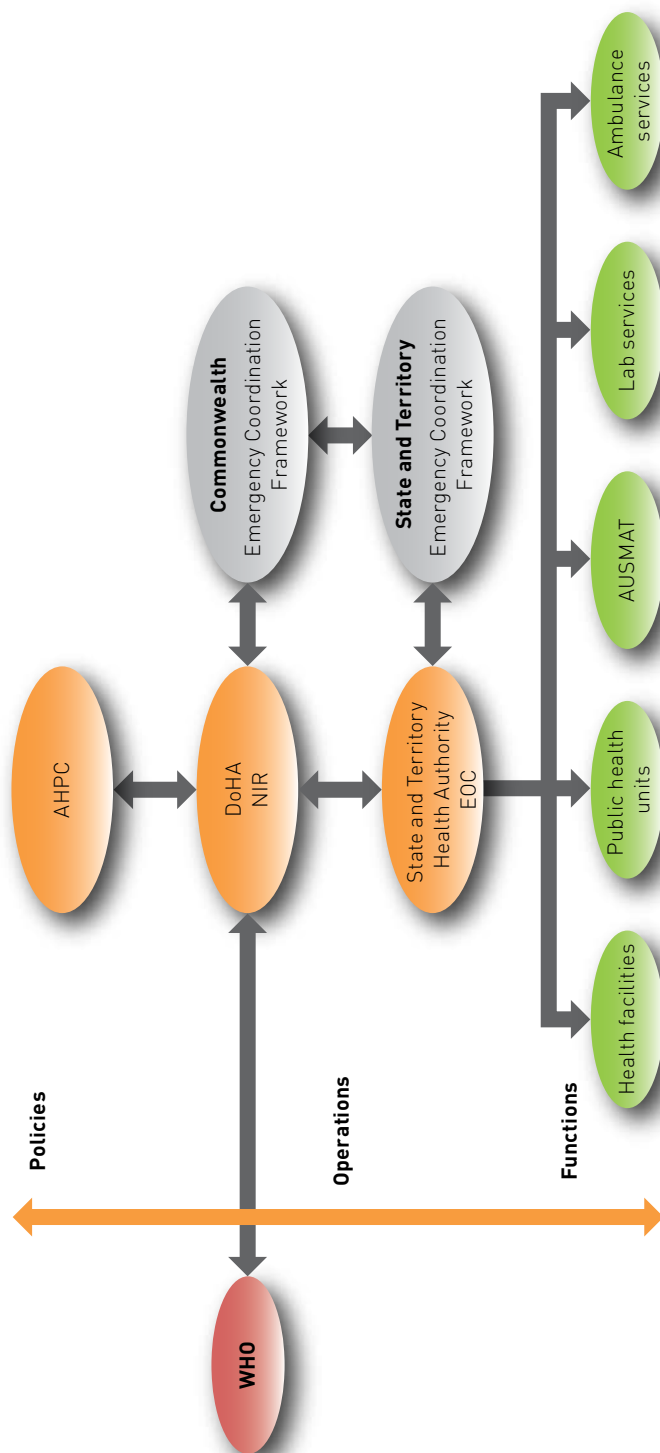 Policies
AHPC
WHO
DoHA
NIR
Commonwealth
Emergency Coordination
Framework
Operations
State and Territory
Health Authority
EOC
State and Territory
Emergency Coordination
Framework
Functions
Health facilities
Public health
units
AUSMAT
Lab services
Ambulance
services